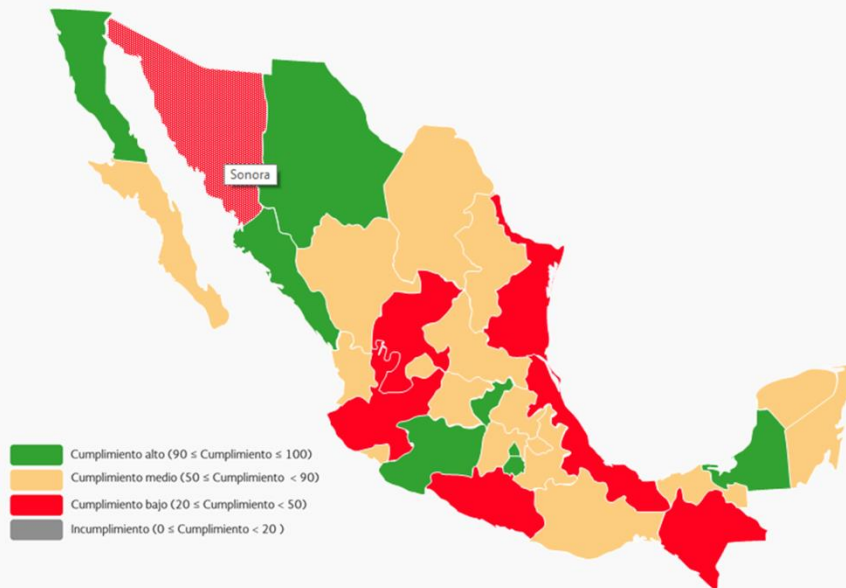 Sonora
Cumplimiento alto (90 ≤ Cumplimiento ≤ 100)
Cumplimiento medio (50 ≤ Cumplimiento < 90)
Cumplimiento bajo (20 ≤ Cumplimiento < 50)
Incumplimiento (0 ≤ Cumplimiento < 20 )